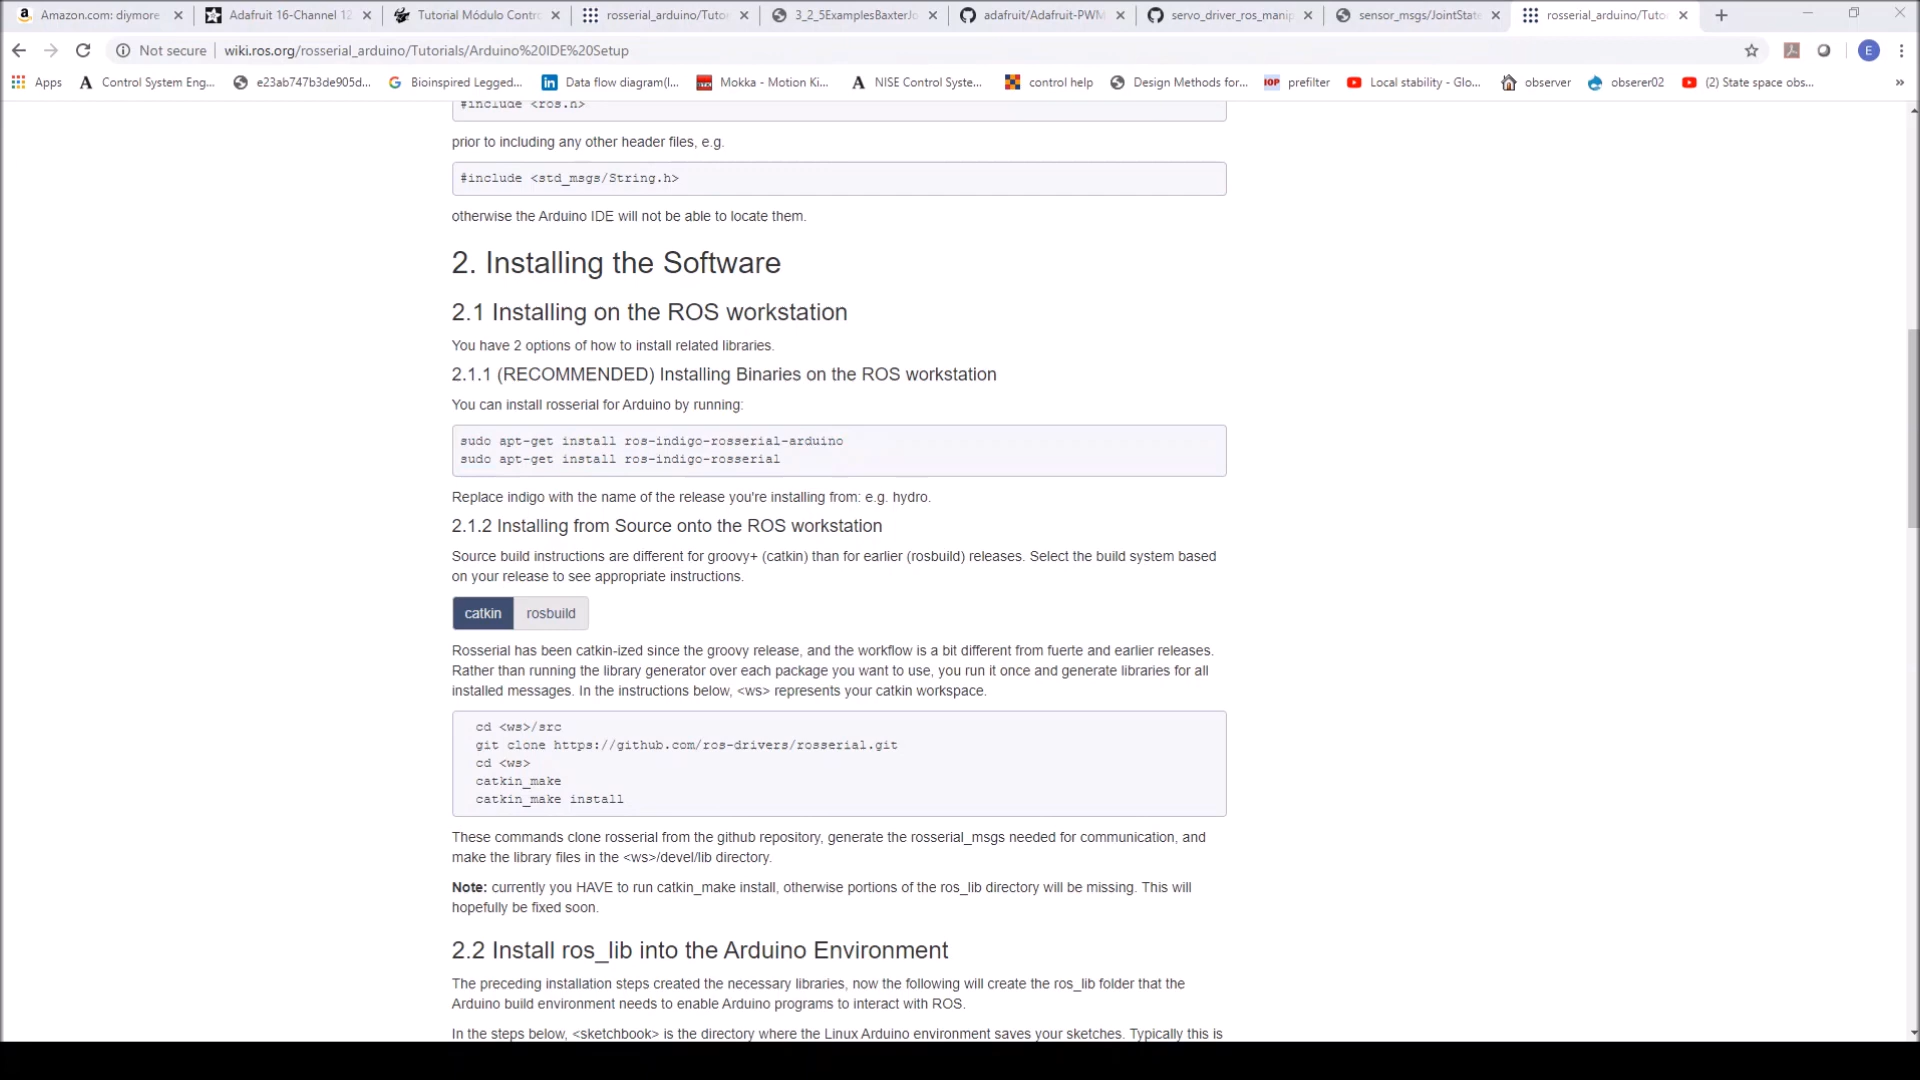 Amazon.com: diymore
Adafruit 16-Channel 12
Tutorial Módulo Contro
rosserial_arduino/Tuto
3_2_5ExamplesBaxterJo
adafruit/Adafruit-PWM
servo_driver_ros_manip
sensor_msgs/JointState
rosserial_arduino/Tuto
Not secure
wiki.ros.org/rosserial_arduino/Tutorials/Arduino%20IDE%20Setup
E
Apps
Control System Eng...
e23ab747b3de905d...
Bioinspired Legged...
Data flow diagram(l...
Mokka - Motion Ki...
NISE Control Syste...
control help
Design Methods for...
IOP prefilter
Local stability - Glo...
observer
obserer02
(2) State space obs...
»
#include <ros.h>
prior to including any other header files, e.g.
#include <std_msgs/String.h>
otherwise the Arduino IDE will not be able to locate them.
2. Installing the Software
2.1 Installing on the ROS workstation
You have 2 options of how to install related libraries.
2.1.1 (RECOMMENDED) Installing Binaries on the ROS workstation
You can install rosserial for Arduino by running:
sudo apt-get install ros-indigo-rosserial-arduino
sudo apt-get install ros-indigo-rosserial
Replace indigo with the name of the release you're installing from: e.g. hydro.
2.1.2 Installing from Source onto the ROS workstation
Source build instructions are different for groovy+ (catkin) than for earlier (rosbuild) releases. Select the build system based
on your release to see appropriate instructions.
catkin
rosbuild
Rosserial has been catkin-ized since the groovy release, and the workflow is a bit different from fuerte and earlier releases.
Rather than running the library generator over each package you want to use, you run it once and generate libraries for all
installed messages. In the instructions below, <ws> represents your catkin workspace.
cd <ws>/src
git clone https://github.com/ros-drivers/rosserial.git
cd <ws>
catkin_make
catkin_make install
These commands clone rosserial from the github repository, generate the rosserial_msgs needed for communication, and
make the library files in the <ws>/devel/lib directory.
Note: currently you HAVE to run catkin_make install, otherwise portions of the ros_lib directory will be missing. This will
hopefully be fixed soon.
2.2 Install ros_lib into the Arduino Environment
The preceding installation steps created the necessary libraries, now the following will create the ros_lib folder that the
Arduino build environment needs to enable Arduino programs to interact with ROS.
In the steps below, <sketchbook> is the directory where the Linux Arduino environment saves your sketches. Typically this is